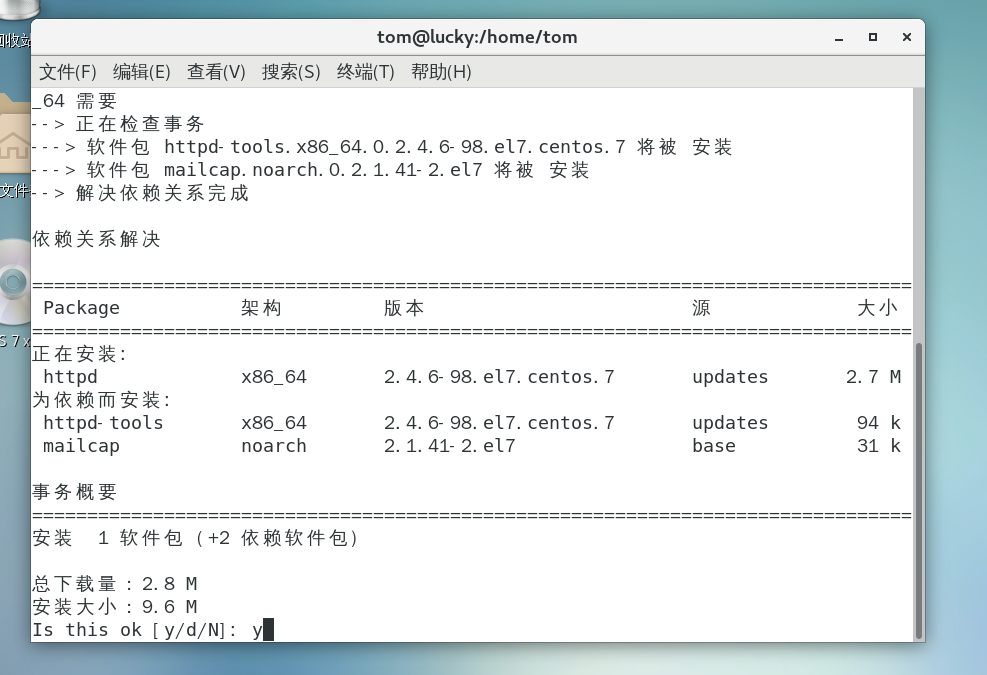 tom@lucky:/home/tom
文件(F) 编辑(E) 查看(V) 搜索(S) 终端(T) 帮助(H)
回收站
文件
S 7 x
_64 需要
--> 正在检查事务
---> 软件包 httpd-tools.x86_64.0.2.4.6-98.el7.centos.7 将被 安装
---> 软件包 mailcap.noarch.0.2.1.41-2.el7 将被 安装
--> 解决依赖关系完成
依赖关系解决
================================================================================
Package 架构 版本 源 大小
================================================================================
正在安装:
httpd x86_64 2.4.6-98.el7.centos.7 updates 2.7 M
为依赖而安装:
httpd-tools x86_64 2.4.6-98.el7.centos.7 updates 94 k
mailcap noarch 2.1.41-2.el7 base 31 k
事务概要
================================================================================
安装 1 软件包 (+2 依赖软件包)
总下载量：2.8 M
安装大小：9.6 M
Is this ok [y/d/N]: y